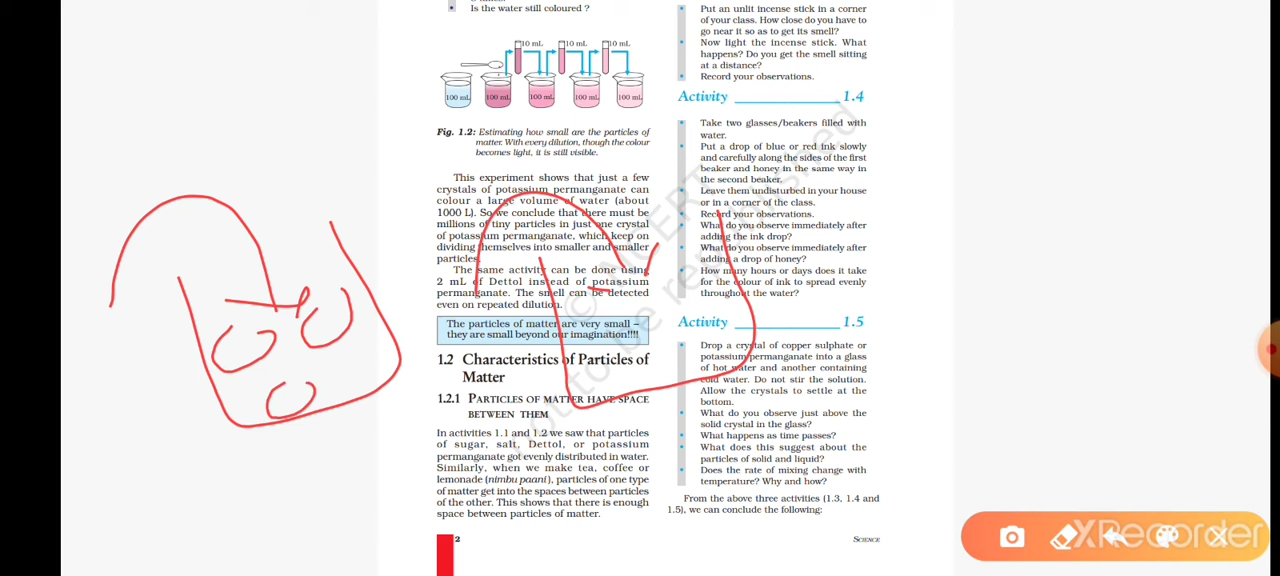 Is the water still coloured ?
10 mL 10 mL 10 mL
100 mL 100 mL 100 mL 100 mL 100 mL
Fig. 1.2: Estimating how small are the particles of
matter. With every dilution, though the colour
becomes light, it is still visible.
This experiment shows that just a few
crystals of potassium permanganate can
colour a large volume of water (about
1000 L). So we conclude that there must be
millions of tiny particles in just one crystal
of potassium permanganate, which keep on
dividing themselves into smaller and smaller
particles.
The same activity can be done using
2 mL of Dettol instead of potassium
permanganate. The smell can be detected
even on repeated dilution.
The particles of matter are very small –
they are small beyond our imagination!!!!
1.2 Characteristics of Particles of
Matter
1.2.1 PARTICLES OF MATTER HAVE SPACE
BETWEEN THEM
In activities 1.1 and 1.2 we saw that particles
of sugar, salt, Dettol, or potassium
permanganate got evenly distributed in water.
Similarly, when we make tea, coffee or
lemonade (nimbu paani), particles of one type
of matter get into the spaces between particles
of the other. This shows that there is enough
space between particles of matter.
2
Put an unlit incense stick in a corner
of your class. How close do you have to
go near it so as to get its smell?
Now light the incense stick. What
happens? Do you get the smell sitting
at a distance?
Record your observations.
Activity 1.4
Take two glasses/beakers filled with
water.
Put a drop of blue or red ink slowly
and carefully along the sides of the first
beaker and honey in the same way in
the second beaker.
Leave them undisturbed in your house
or in a corner of the class.
Record your observations.
What do you observe immediately after
adding the ink drop?
What do you observe immediately after
adding a drop of honey?
How many hours or days does it take
for the colour of ink to spread evenly
throughout the water?
Activity 1.5
Drop a crystal of copper sulphate or
potassium permanganate into a glass
of hot water and another containing
cold water. Do not stir the solution.
Allow the crystals to settle at the
bottom.
What do you observe just above the
solid crystal in the glass?
What happens as time passes?
What does this suggest about the
particles of solid and liquid?
Does the rate of mixing change with
temperature? Why and how?
From the above three activities (1.3, 1.4 and
1.5), we can conclude the following:
SCIENCE
© NCERT
not to be republished
XRecorder